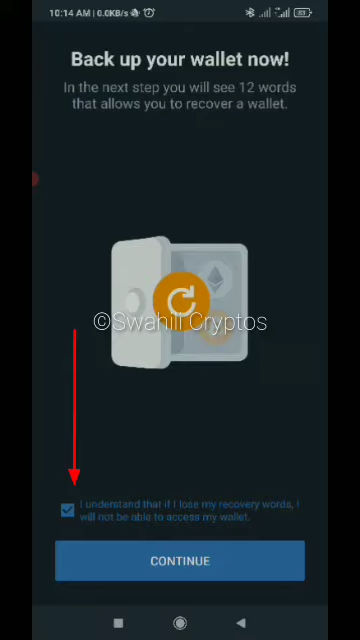 10:14 AM | 0.0KB/s
Back up your wallet now!
In the next step you will see 12 words
that allows you to recover a wallet.
©Swahili Cryptos
I understand that if I lose my recovery words, I
will not be able to access my wallet.
CONTINUE